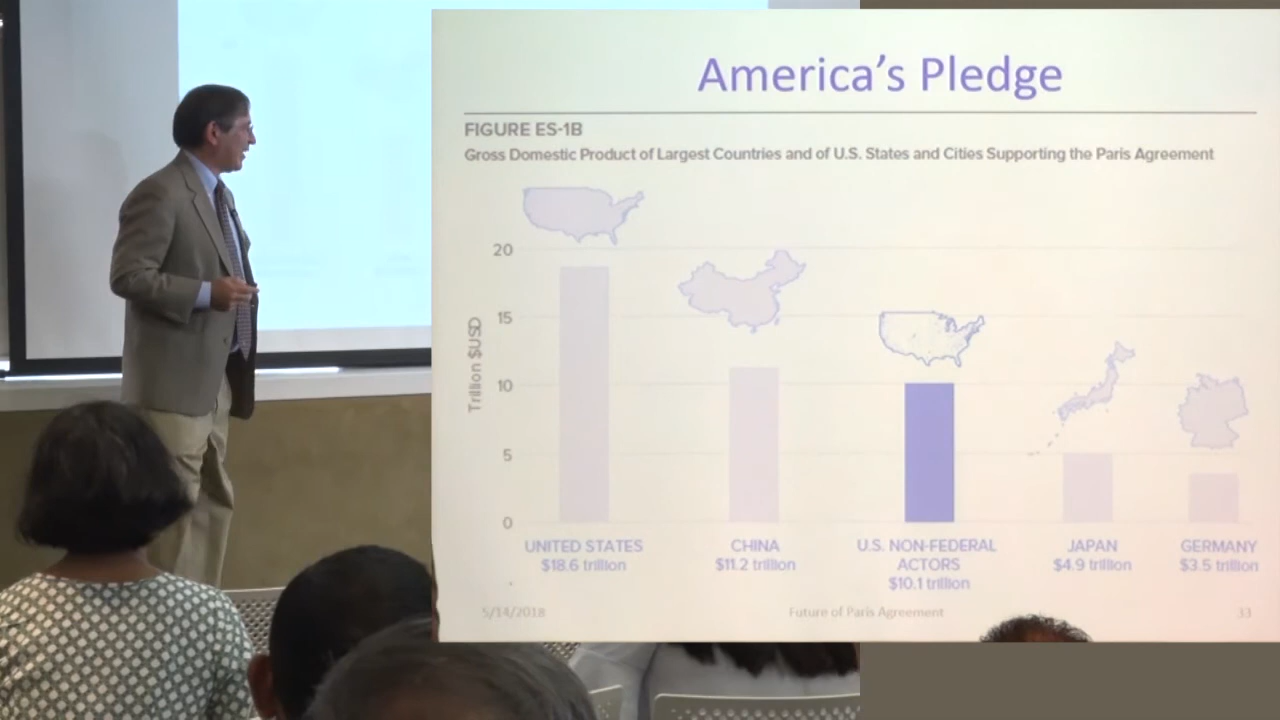 America's Pledge
FIGURE ES-1B
Gross Domestic Product of Largest Countries and of U.S. States and Cities Supporting the Paris Agreement
Trillion $USD
20
15
10
5
0
UNITED STATES
$18.6 trillion
CHINA
$11.2 trillion
U.S. NON-FEDERAL
ACTORS
$10.1 trillion
JAPAN
$4.9 trillion
GERMANY
$3.5 trillion
5/14/2018
Future of Paris Agreement
33